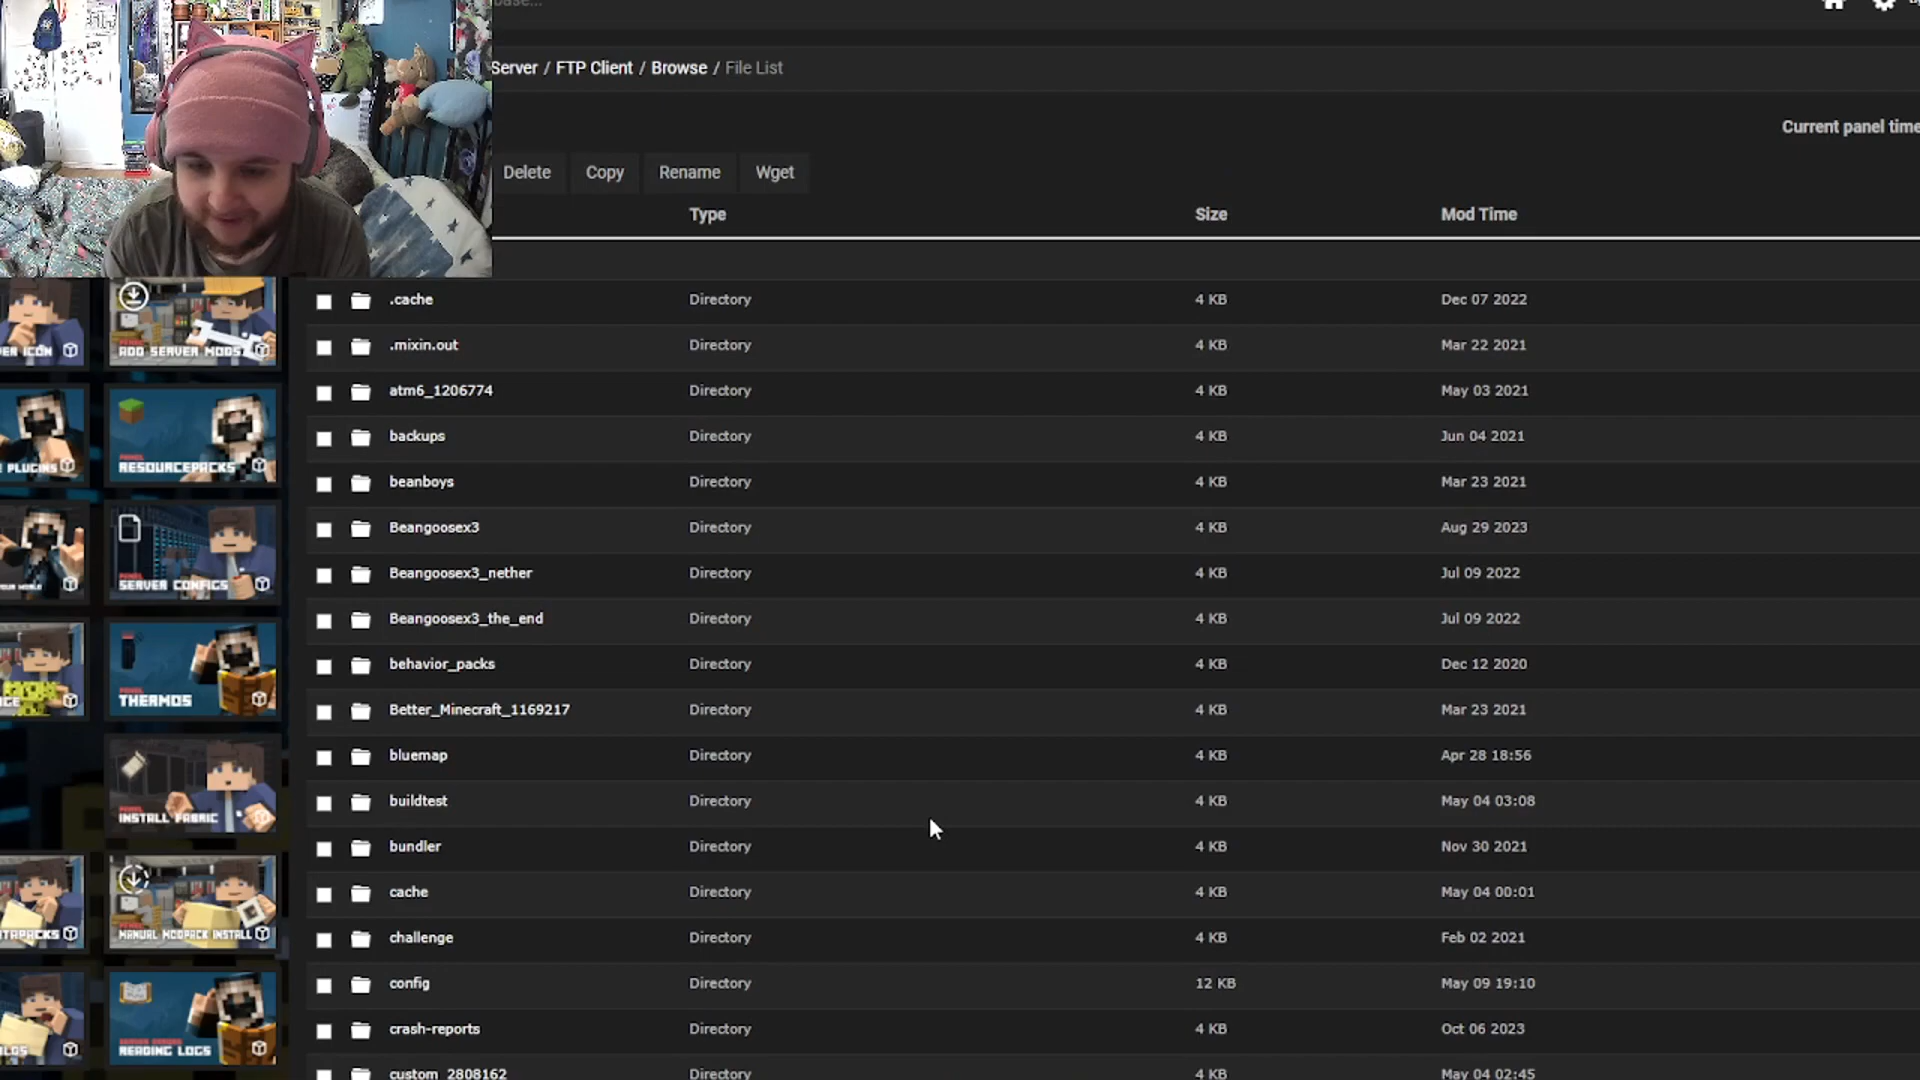 Server / FTP Client / Browse / File List
Current panel time
Delete Copy Rename Wget
Type Size Mod Time
.cache Directory 4 KB Dec 07 2022
.mixin.out Directory 4 KB Mar 22 2021
atm6_1206774 Directory 4 KB May 03 2021
backups Directory 4 KB Jun 04 2021
beanboys Directory 4 KB Mar 23 2021
Beangoosex3 Directory 4 KB Aug 29 2023
Beangoosex3_nether Directory 4 KB Jul 09 2022
Beangoosex3_the_end Directory 4 KB Jul 09 2022
behavior_packs Directory 4 KB Dec 12 2020
Better_Minecraft_1169217 Directory 4 KB Mar 23 2021
bluemap Directory 4 KB Apr 28 18:56
buildtest Directory 4 KB May 04 03:08
bundler Directory 4 KB Nov 30 2021
cache Directory 4 KB May 04 00:01
challenge Directory 4 KB Feb 02 2021
config Directory 12 KB May 09 19:10
crash-reports Directory 4 KB Oct 06 2023
custom_2808162 Directory 4 KB May 04 02:45
ICON
ADD SERVER MODS
PLUGINS
RESOURCEPACKS
SERVER CONFIGS
THERMOS
INSTALL FABRIC
MANUAL MODPACK INSTALL
READING LOGS